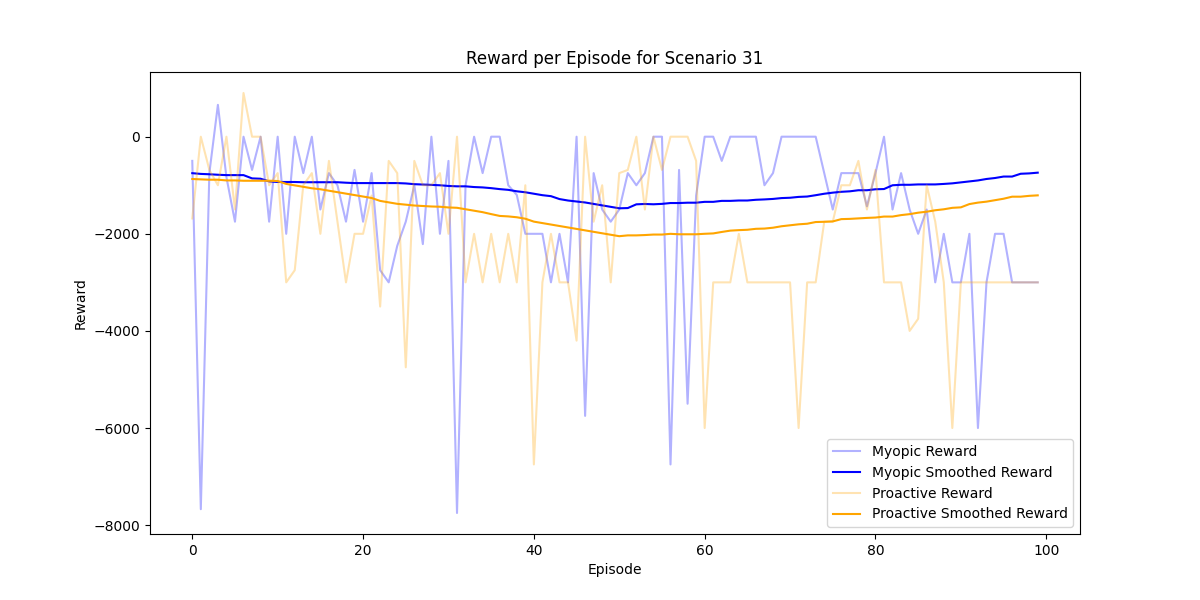 Reward per Episode for Scenario 31
Reward
0
−2000
−4000
−6000
−8000
0
20
40
60
80
100
Episode
Myopic Reward
Myopic Smoothed Reward
Proactive Reward
Proactive Smoothed Reward